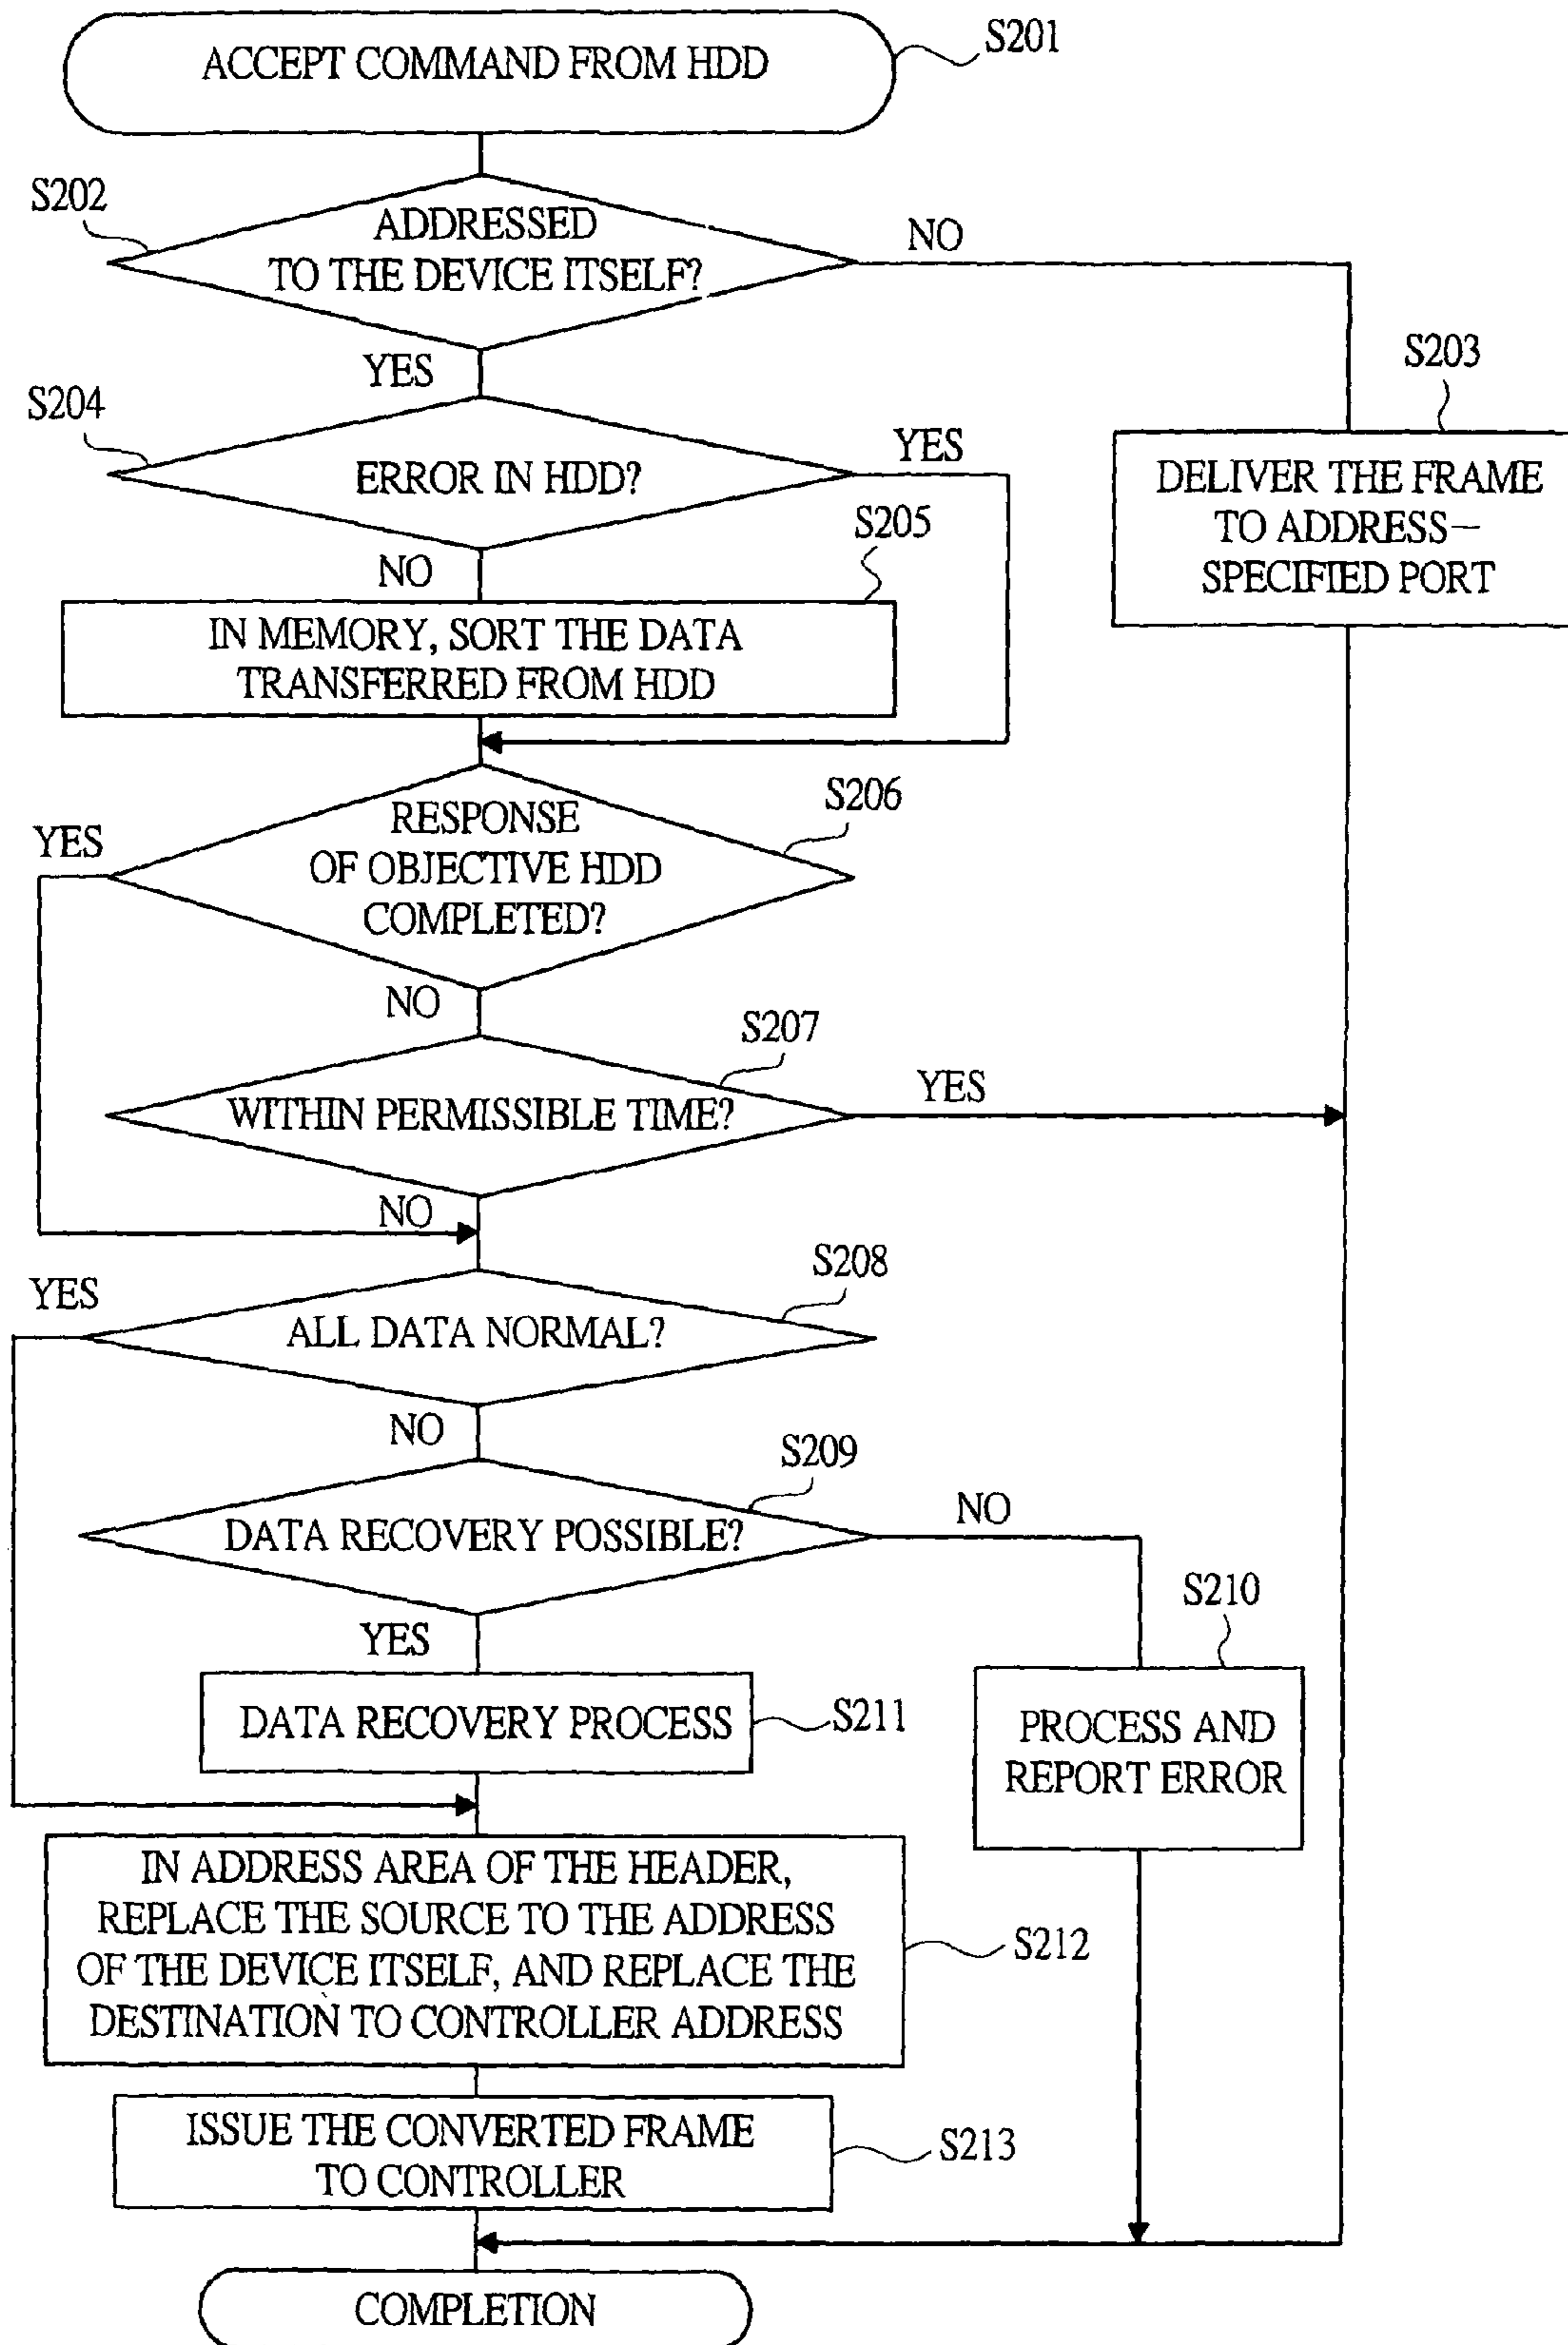 ACCEPT COMMAND FROM HDD
S201
S202
ADDRESSED
TO THE DEVICE ITSELF?
NO
YES
S203
DELIVER THE FRAME
TO ADDRESS—
SPECIFIED PORT
S204
ERROR IN HDD?
YES
NO
S205
IN MEMORY, SORT THE DATA
TRANSFERRED FROM HDD
S206
RESPONSE
OF OBJECTIVE HDD
COMPLETED?
YES
NO
S207
WITHIN PERMISSIBLE TIME?
YES
NO
S208
ALL DATA NORMAL?
YES
NO
S209
DATA RECOVERY POSSIBLE?
NO
YES
S210
PROCESS AND
REPORT ERROR
DATA RECOVERY PROCESS
S211
IN ADDRESS AREA OF THE HEADER,
REPLACE THE SOURCE TO THE ADDRESS
OF THE DEVICE ITSELF, AND REPLACE THE
DESTINATION TO CONTROLLER ADDRESS
S212
ISSUE THE CONVERTED FRAME
TO CONTROLLER
S213
COMPLETION